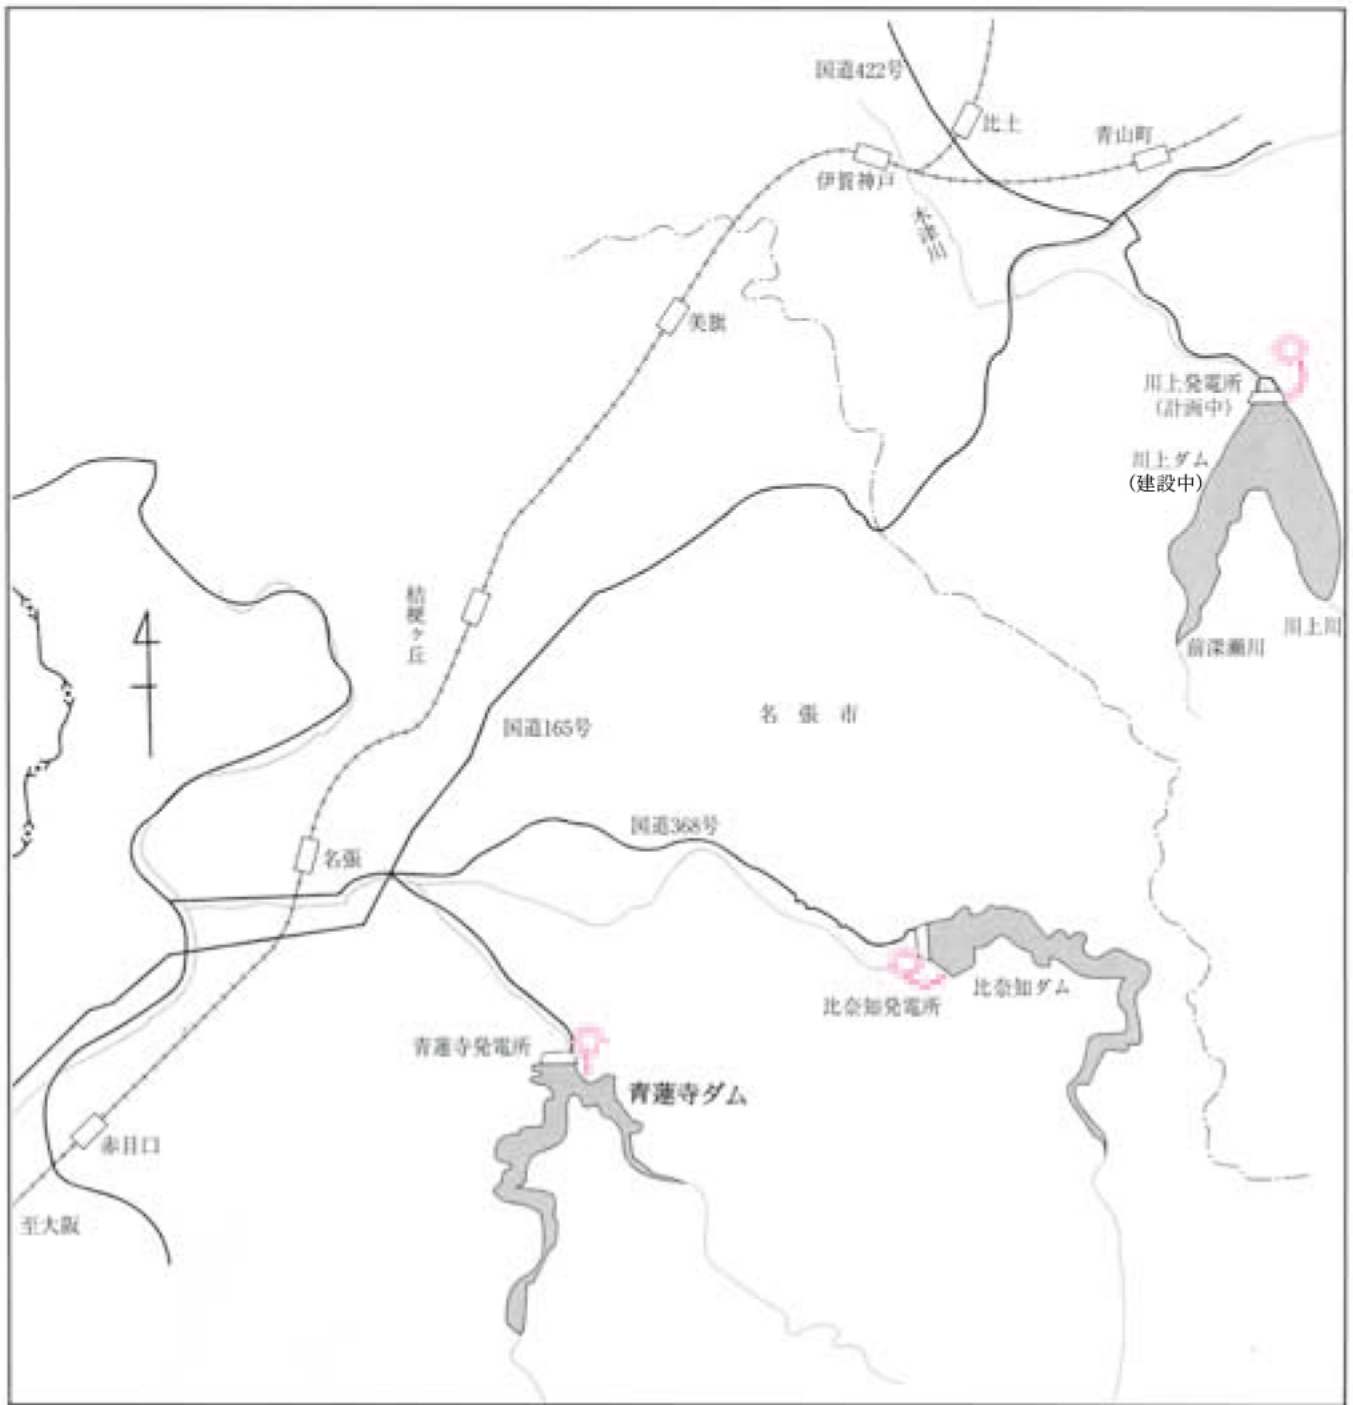 国道422号
比土
青山町
伊賀神戸
木津川
美旗
川上発電所
(計画中)
川上ダム
(建設中)
桔梗ヶ丘
川上川
前深瀬川
名張市
国道165号
国道368号
名張
比奈知ダム
比奈知発電所
青蓮寺発電所
青蓮寺ダム
赤目口
至大阪